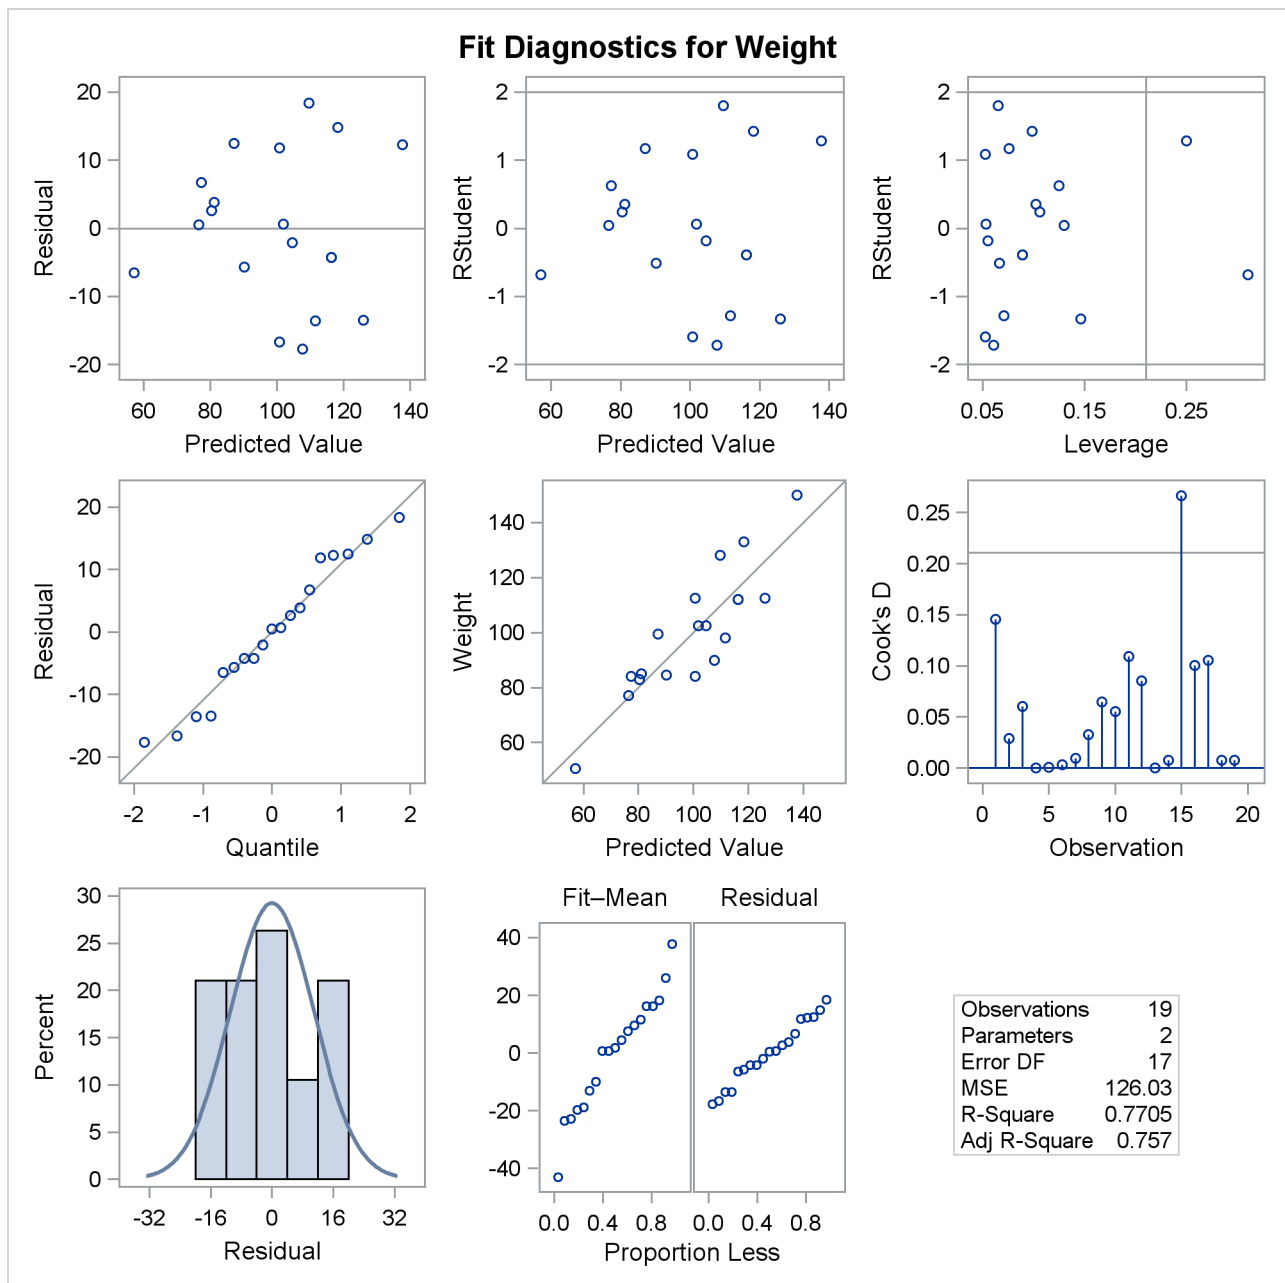 Fit Diagnostics for Weight
20
10
0
-10
-20
Residual
60 80 100 120 140
Predicted Value
2
1
0
-1
-2
RStudent
60 80 100 120 140
Predicted Value
2
1
0
-1
-2
RStudent
0.05 0.15 0.25
Leverage
20
10
0
-10
-20
Residual
-2 -1 0 1 2
Quantile
140
120
100
80
60
Weight
60 80 100 120 140
Predicted Value
0.25
0.20
0.15
0.10
0.05
0.00
Cook's D
0 5 10 15 20
Observation
30
25
20
15
10
5
0
Percent
-32 -16 0 16 32
Residual
Fit–Mean Residual
40
20
0
-20
-40
0.0 0.4 0.8 0.0 0.4 0.8
Proportion Less
Observations 19
Parameters 2
Error DF 17
MSE 126.03
R-Square 0.7705
Adj R-Square 0.757